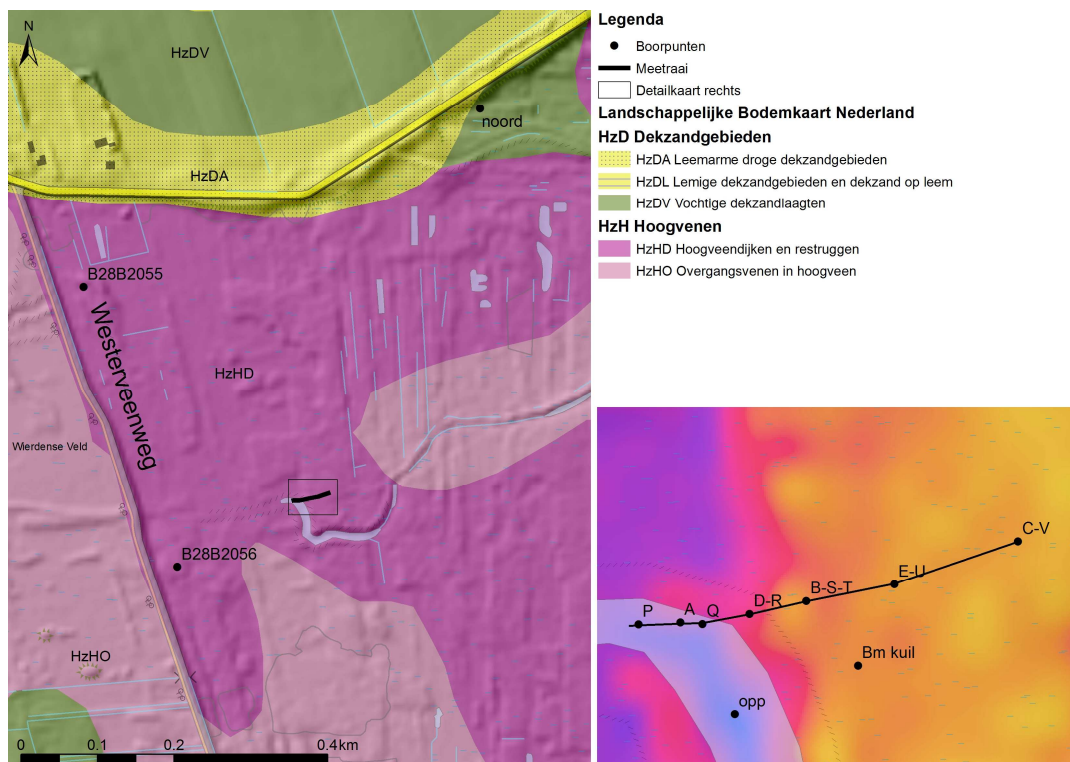 N
HzDV
noord
HzDA
B28B2055
Westerveenweg
HzHD
Wierdense Veld
B28B2056
HzHO
0 0.1 0.2 0.4 km
Legenda
Boorpunten
Meetraai
Detailkaart rechts
Landschappelijke Bodemkaart Nederland
HzD Dekzandgebieden
HzDA Leemarme droge dekzandgebieden
HzDL Lemige dekzandgebieden en dekzand op leem
HzDV Vochtige dekzandlaagten
HzH Hoogvenen
HzHD Hoogveendijken en restruggen
HzHO Overgangsvenen in hoogveen
C-V
E-U
B-S-T
D-R
P A Q
Bm kuil
opp